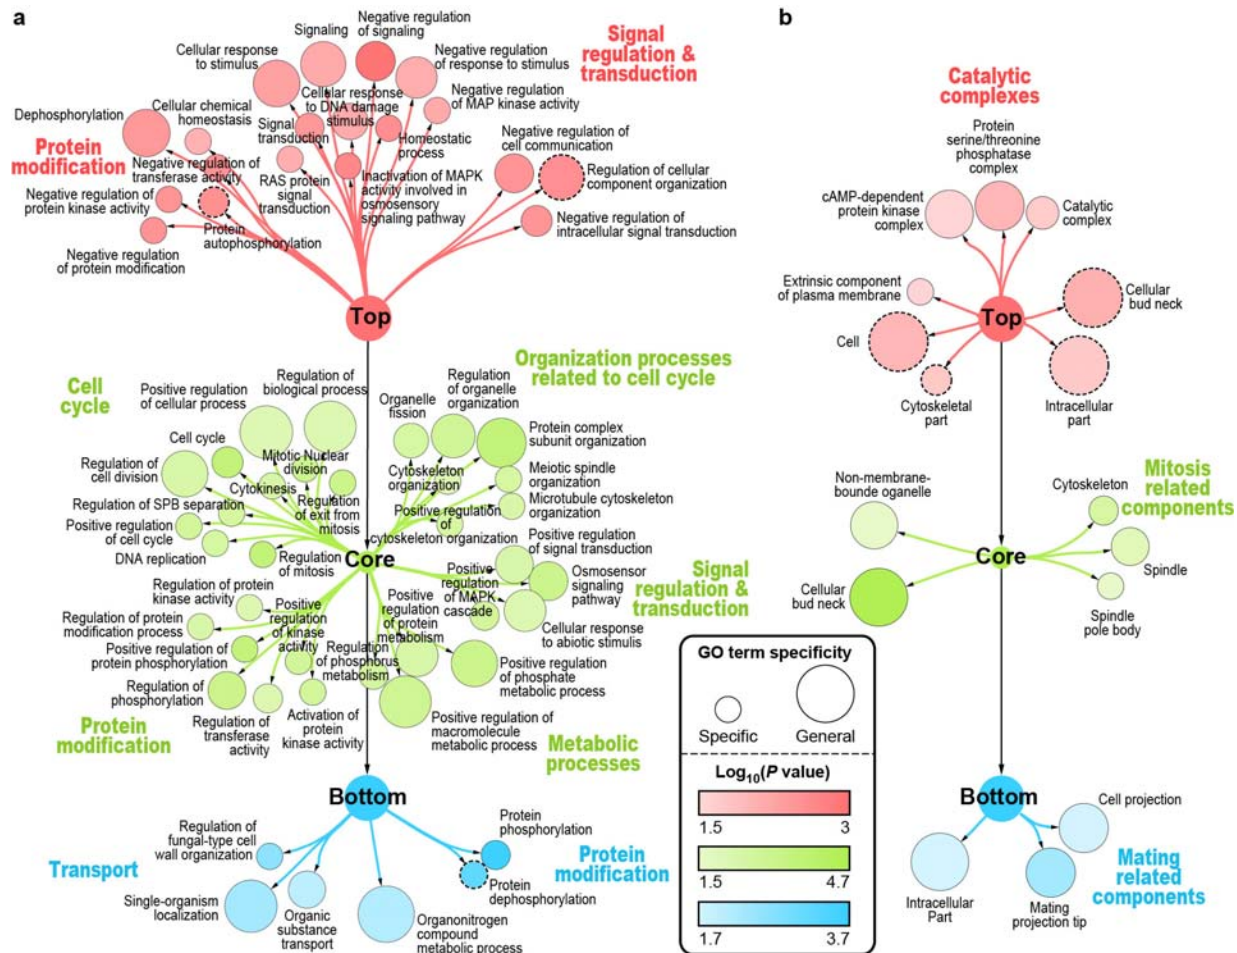 a
Negative regulation
of signaling
Signaling
Cellular response
to stimulus
Negative regulation
of response to stimulus
Signal
regulation &
transduction
Dephosphorylation
Cellular chemical
homeostasis
Cellular response
to DNA damage
stimulus
Signal
transduction
Negative regulation
of MAP kinase activity
Homeostatic
process
Negative regulation of
cell communication
Protein
modification
Negative regulation of
transferase activity
RAS protein
signal
transduction
Inactivation of MAPK
activity involved in
osmosensory
signaling pathway
Regulation of cellular
component organization
Negative regulation of
protein kinase activity
Protein
autophosphorylation
Negative regulation of
intracellular signal transduction
Negative regulation
of protein modification
Top
Cell
cycle
Positive regulation
of cellular process
Regulation of
biological process
Organization processes
related to cell cycle
Organelle
fission
Regulation
of organelle
organization
Protein complex
subunit organization
Cell cycle
Mitotic Nuclear
division
Regulation of
cell division
Cytokinesis
Cytoskeleton
organization
Meiotic spindle
organization
Regulation of SPB separation
Regulation
of exit from
mitosis
Microtubule cytoskeleton
organization
Positive regulation
of cell cycle
Positive regulation
of
cytoskeleton organization
DNA replication
Regulation
of mitosis
Core
Positive regulation
of signal transduction
Positive
regulation
of MAPK
cascade
Osmosensor
signaling
pathway
Signal
regulation &
transduction
Cellular response
to abiotic stimulis
Regulation of protein
kinase activity
Regulation of protein
modification process
Positive
regulation
of kinase
activity
Positive
regulation
of protein
metabolism
Positive regulation of
protein phosphorylation
Regulation
of phosphorus
metabolism
Positive regulation
of phosphate
metabolic process
Regulation of
phosphorylation
Protein
modification
Regulation of
transferase
activity
Activation of
protein
kinase activity
Positive regulation of
macromolecule
metabolic process
Metabolic
processes
Bottom
Transport
Regulation of
fungal-type cell
wall organization
Protein
phosphorylation
Protein
modification
Protein
dephosphorylation
Single-organism
localization
Organic
substance
transport
Organonitrogen
compound
metabolic process
GO term specificity
Specific
General
Log10(P value)
1.5
3
1.5
4.7
1.7
3.7
b
Catalytic
complexes
Protein
serine/threonine
phosphatase
complex
cAMP-dependent
protein kinase
complex
Catalytic
complex
Extrinsic component
of plasma membrane
Cellular
bud neck
Top
Cell
Cytoskeletal
part
Intracellular
part
Non-membrane-
bounde organelle
Cytoskeleton
Mitosis
related
components
Core
Spindle
Cellular
bud neck
Spindle
pole body
Bottom
Cell projection
Mating
related
components
Intracellular
Part
Mating
projection tip